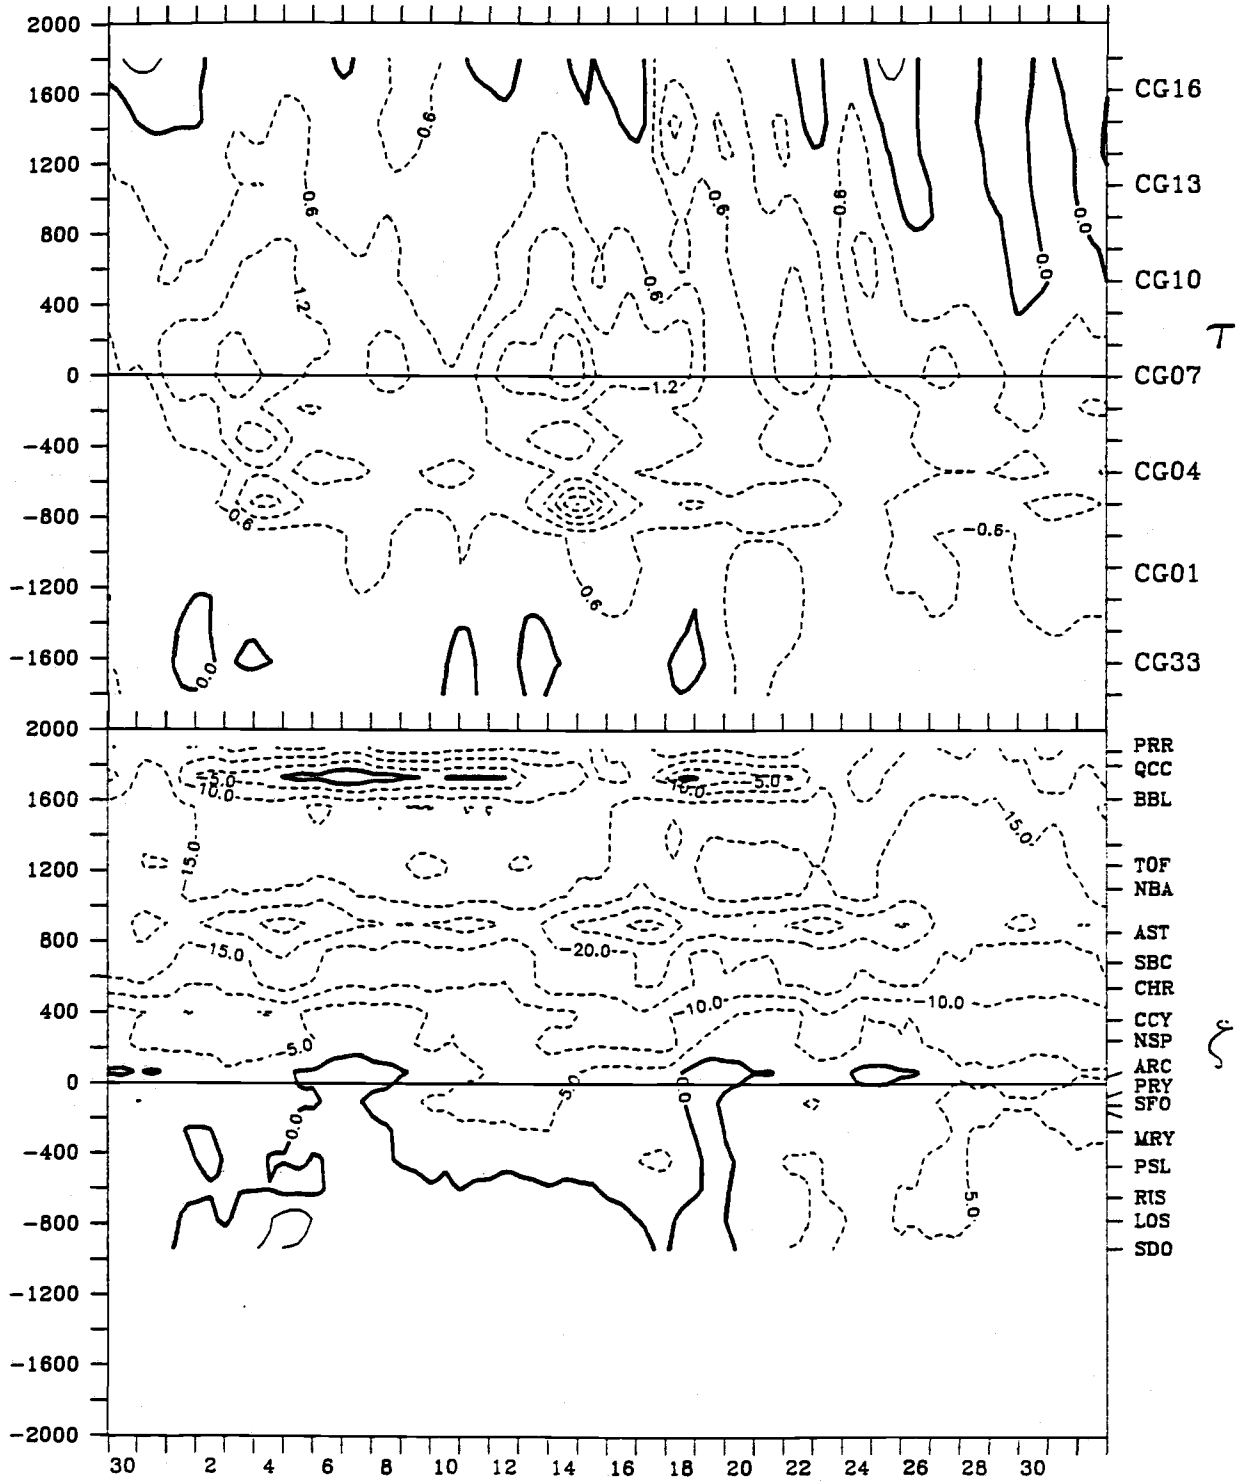 2000
1600
1200
800
400
0
-400
-800
-1200
-1600
2000
1600
1200
800
400
0
-400
-800
-1200
-1600
-2000
CG16
CG13
CG10
CG07
CG04
CG01
CG33
τ
-0.6
0.6
0.6
0.6
0.0
0.0
-0.6
1.2
-1.2
-0.6
-0.6
0.6
0.0
PRR
QCC
BBL
TOF
NBA
AST
SBC
CHR
CCY
NSP
ARC
PRY
SFO
MRY
PSL
RIS
LOS
SDO
ζ
-5.0
-10.0
-10.0
-5.0
-15.0
15.0
-15.0
-20.0
-10.0
-10.0
-5.0
5.0
0.0
0.0
5.0
30 2 4 6 8 10 12 14 16 18 20 22 24 26 28 30